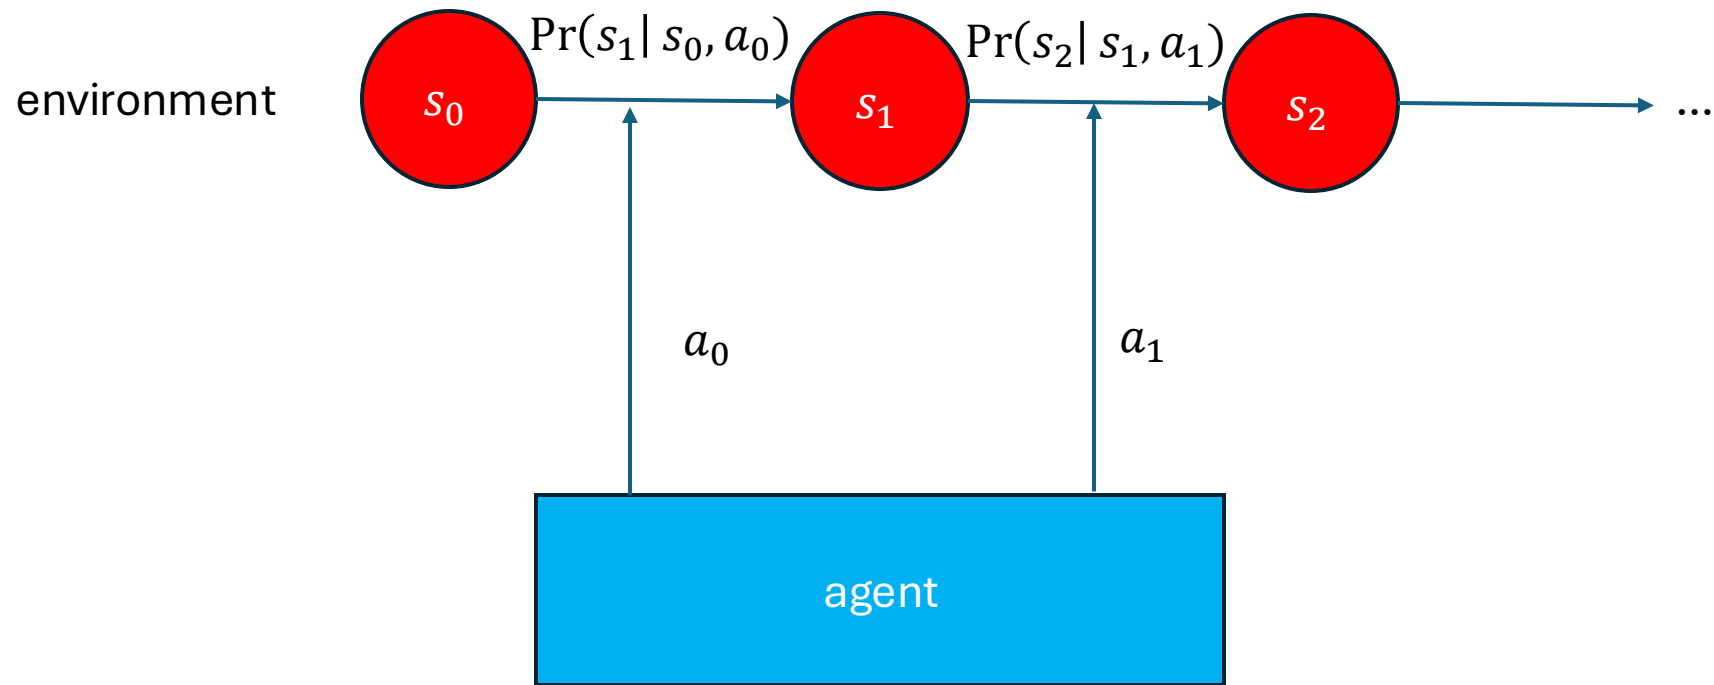 Pr(s₁| s₀, a₀) Pr(s₂| s₁, a₁)
environment s₀ s₁ s₂ ...
a₀ a₁
agent